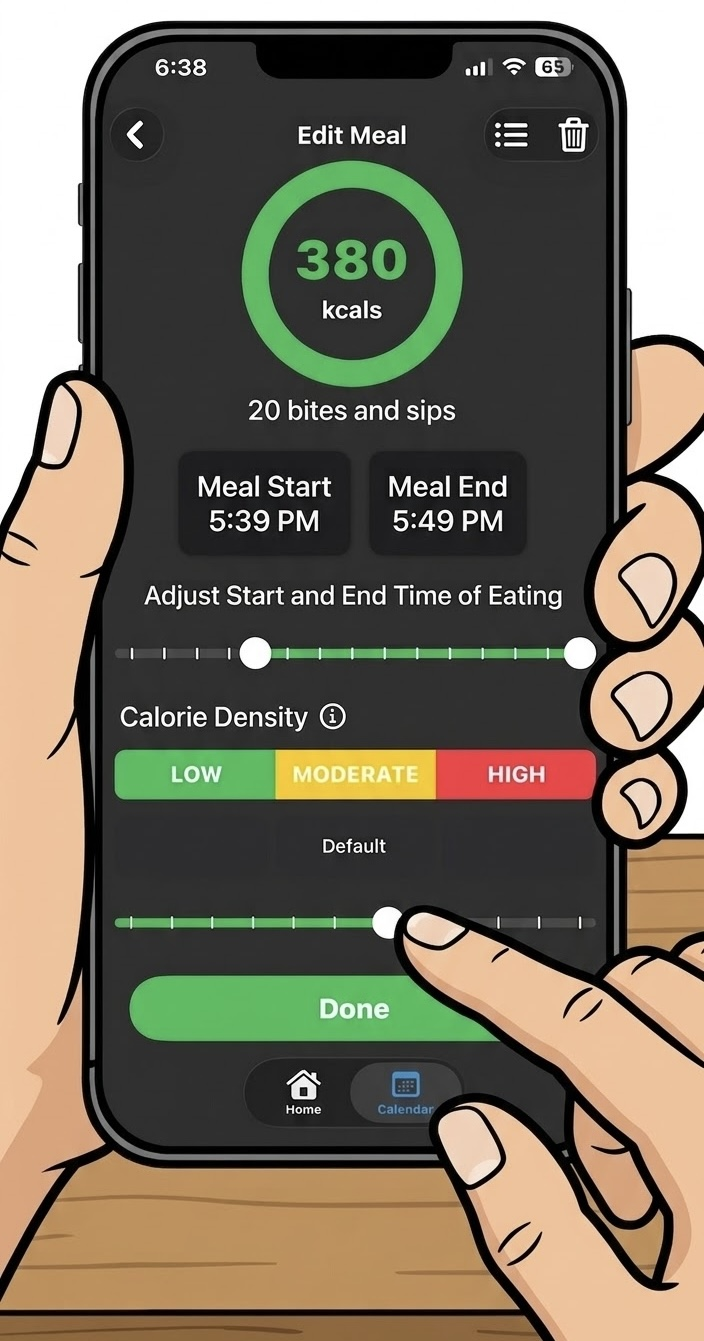 6:38
65
Edit Meal
380
kcals
20 bites and sips
Meal Start
5:39 PM
Meal End
5:49 PM
Adjust Start and End Time of Eating
Calorie Density
LOW
MODERATE
HIGH
Default
Done
Home
Calendar